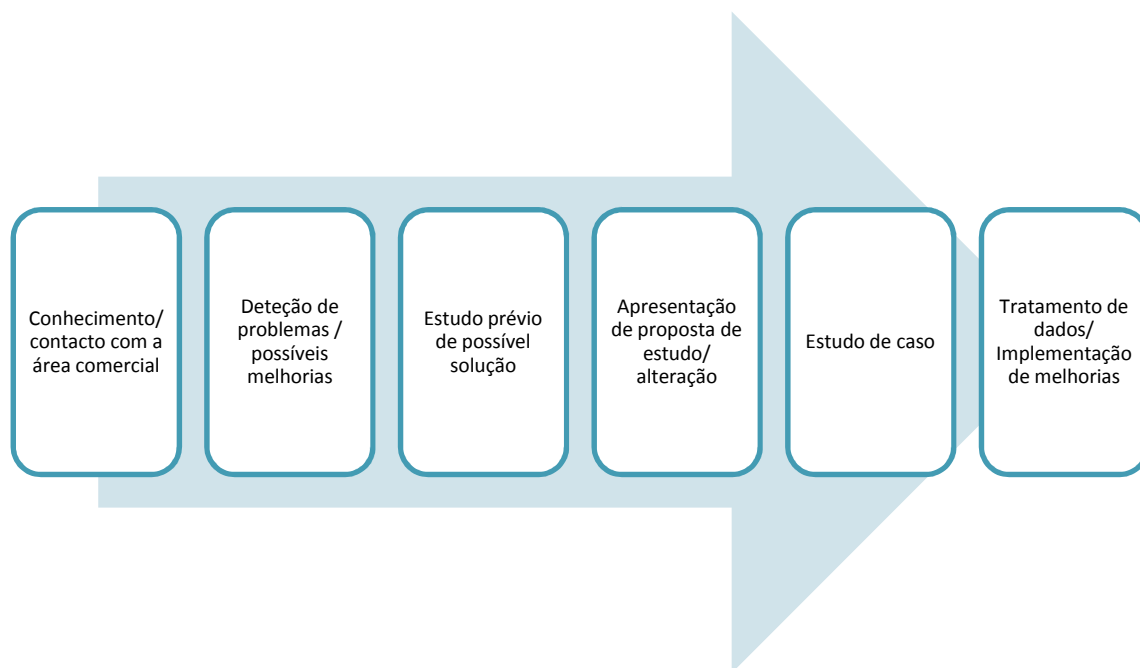 Conhecimento/
contacto com a
área comercial
Deteção de
problemas /
possíveis
melhorias
Estudo prévio
de possível
solução
Apresentação
de proposta de
estudo/
alteração
Estudo de caso
Tratamento de
dados/
Implementação
de melhorias